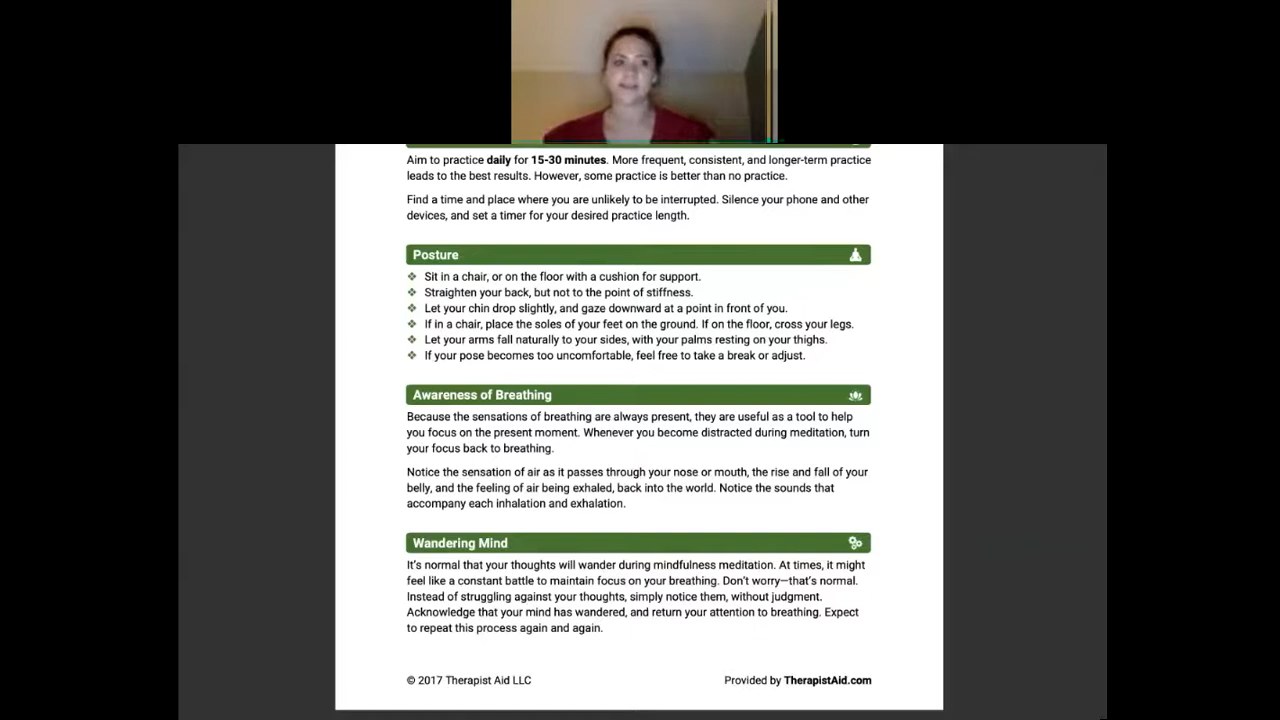 Aim to practice daily for 15-30 minutes. More frequent, consistent, and longer-term practice
leads to the best results. However, some practice is better than no practice.
Find a time and place where you are unlikely to be interrupted. Silence your phone and other
devices, and set a timer for your desired practice length.
Posture
❖ Sit in a chair, or on the floor with a cushion for support.
❖ Straighten your back, but not to the point of stiffness.
❖ Let your chin drop slightly, and gaze downward at a point in front of you.
❖ If in a chair, place the soles of your feet on the ground. If on the floor, cross your legs.
❖ Let your arms fall naturally to your sides, with your palms resting on your thighs.
❖ If your pose becomes too uncomfortable, feel free to take a break or adjust.
Awareness of Breathing
Because the sensations of breathing are always present, they are useful as a tool to help
you focus on the present moment. Whenever you become distracted during meditation, turn
your focus back to breathing.
Notice the sensation of air as it passes through your nose or mouth, the rise and fall of your
belly, and the feeling of air being exhaled, back into the world. Notice the sounds that
accompany each inhalation and exhalation.
Wandering Mind
It's normal that your thoughts will wander during mindfulness meditation. At times, it might
feel like a constant battle to maintain focus on your breathing. Don't worry—that's normal.
Instead of struggling against your thoughts, simply notice them, without judgment.
Acknowledge that your mind has wandered, and return your attention to breathing. Expect
to repeat this process again and again.
© 2017 Therapist Aid LLC
Provided by TherapistAid.com